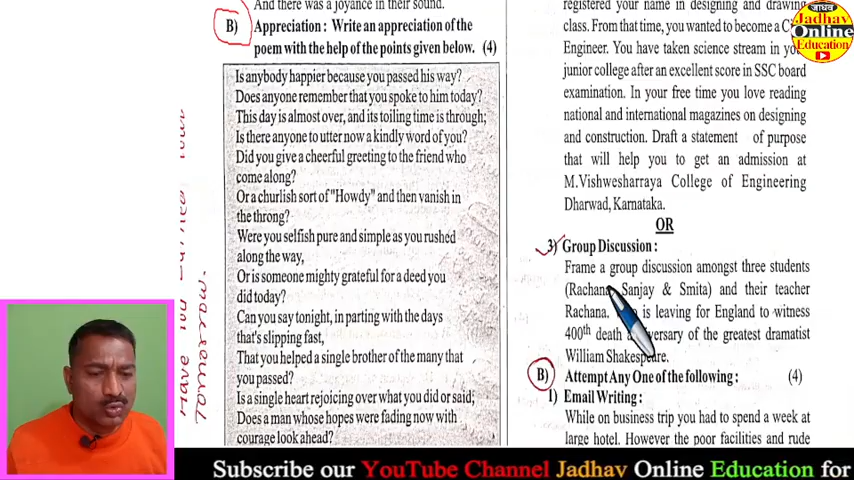 And there was a joyance in their sound.
B) Appreciation : Write an appreciation of the
poem with the help of the points given below. (4)
Is anybody happier because you passed his way?
Does anyone remember that you spoke to him today?
This day is almost over, and its toiling time is through;
Is there anyone to utter now a kindly word of you?
Did you give a cheerful greeting to the friend who
come along?
Or a churlish sort of "Howdy" and then vanish in
the throng?
Were you selfish pure and simple as you rushed
along the way,
Or is someone mighty grateful for a deed you
did today?
Can you say tonight, in parting with the days
that's slipping fast,
That you helped a single brother of the many that
you passed?
Is a single heart rejoicing over what you did or said;
Does a man whose hopes were fading now with
courage look ahead?
Have you
Tomorrow.
registered your name in designing and drawing
class. From that time, you wanted to become a
Engineer. You have taken science stream in
junior college after an excellent score in SSC board
examination. In your free time you love reading
national and international magazines on designing
and construction. Draft a statement of purpose
that will help you to get an admission at
M.Vishwesharraya College of Engineering
Dharwad, Karnataka.
OR
3) Group Discussion :
Frame a group discussion amongst three students
(Rachana, Sanjay & Smita) and their teacher
Rachana. is leaving for England to witness
400th death of the greatest dramatist
William Shakespeare.
B) Attempt Any One of the following : (4)
1) Email Writing :
While on business trip you had to spend a week at
large hotel. However the poor facilities and rude
जाधव
Jadhav
Online
Education
Subscribe our YouTube Channel Jadhav Online Education for